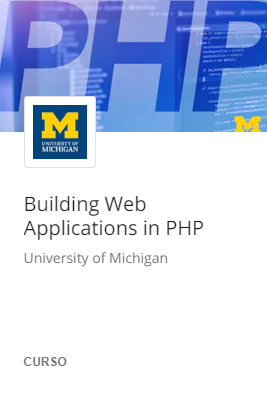 PHP
M
UNIVERSITY OF
MICHIGAN
M
Building Web
Applications in PHP
University of Michigan
CURSO